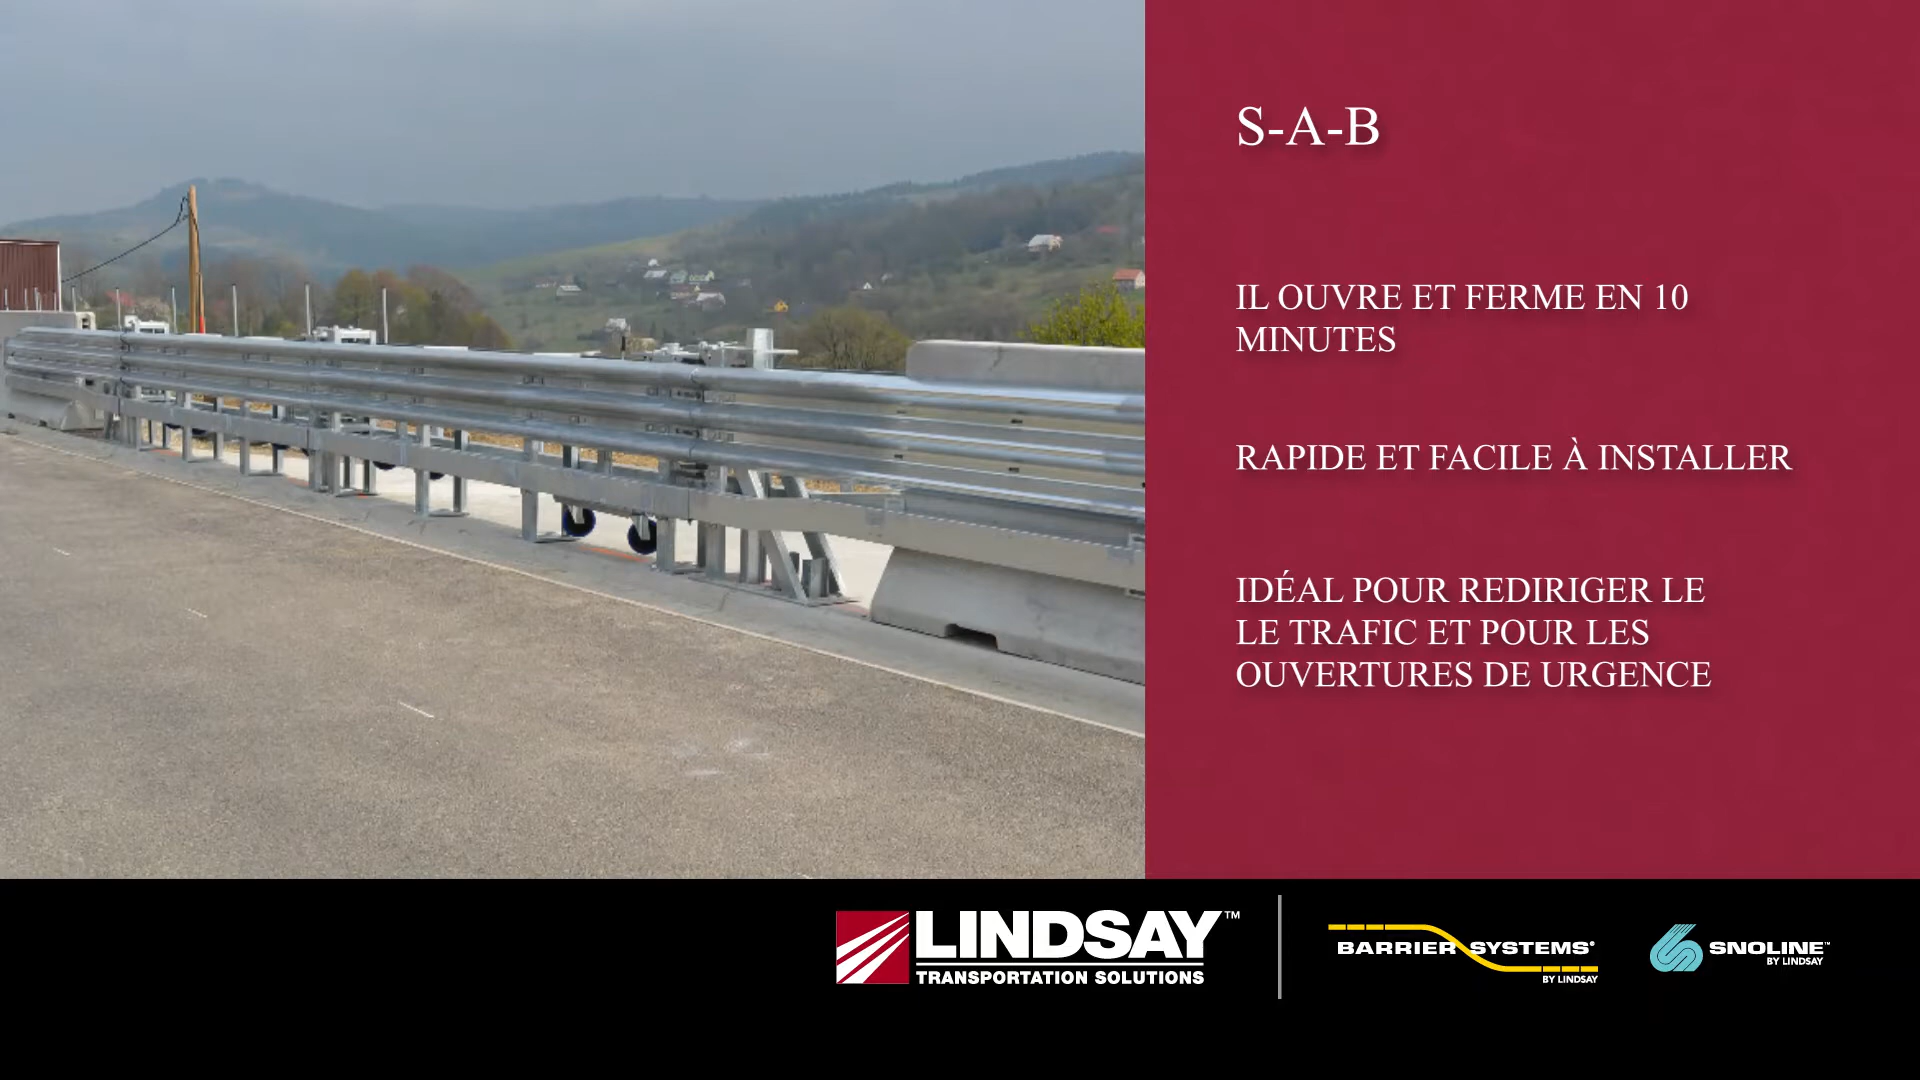 S-A-B
IL OUVRE ET FERME EN 10
MINUTES
RAPIDE ET FACILE À INSTALLER
IDÉAL POUR REDIRIGER LE
LE TRAFIC ET POUR LES
OUVERTURES DE URGENCE
LINDSAY™
TRANSPORTATION SOLUTIONS
BARRIER SYSTEMS®
BY LINDSAY
SNOLINE™
BY LINDSAY